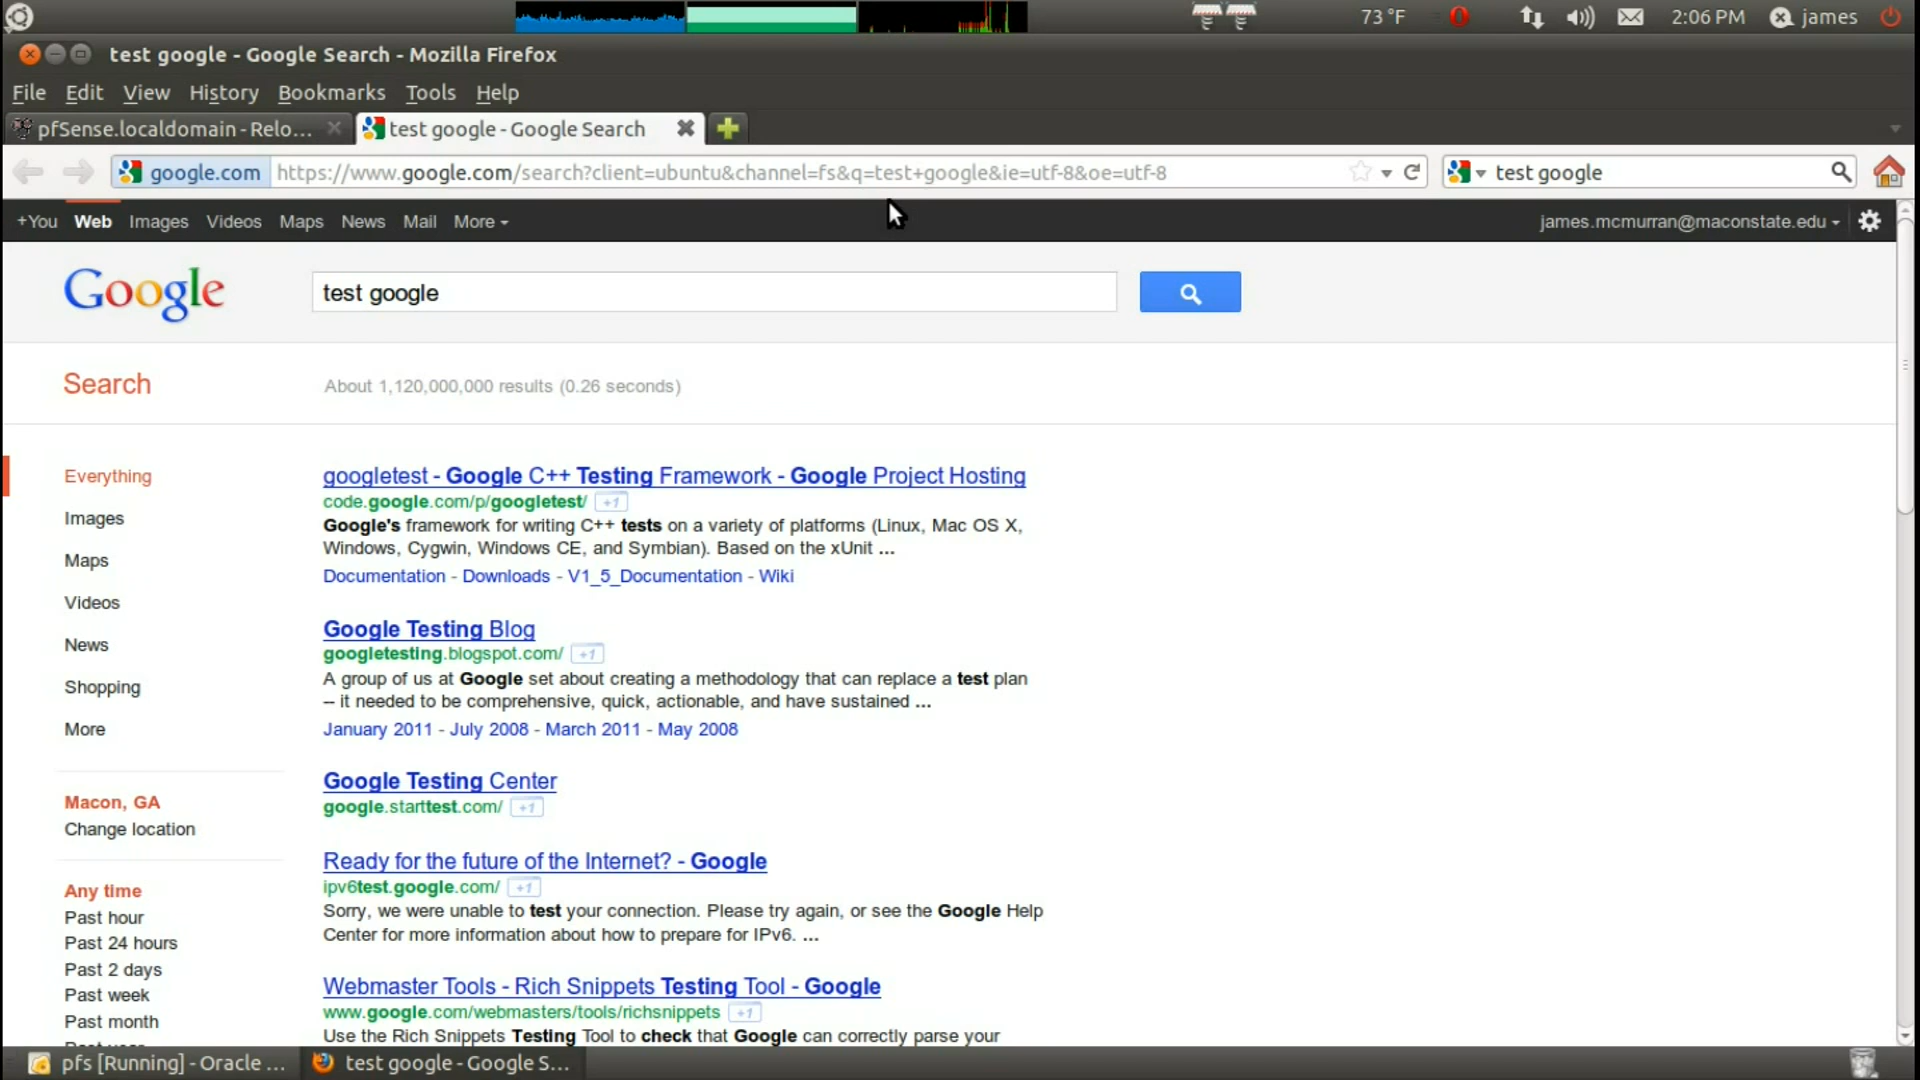 73 °F
2:06 PM
james
test google - Google Search - Mozilla Firefox
File Edit View History Bookmarks Tools Help
pfSense.localdomain - Relo...
test google - Google Search
google.com
https://www.google.com/search?client=ubuntu&channel=fs&q=test+google&ie=utf-8&oe=utf-8
test google
+You Web Images Videos Maps News Mail More
james.mcmurran@maconstate.edu
Google
test google
Search
About 1,120,000,000 results (0.26 seconds)
Everything
Images
Maps
Videos
News
Shopping
More
Macon, GA
Change location
Any time
Past hour
Past 24 hours
Past 2 days
Past week
Past month
googletest - Google C++ Testing Framework - Google Project Hosting
code.google.com/p/googletest/ +1
Google's framework for writing C++ tests on a variety of platforms (Linux, Mac OS X,
Windows, Cygwin, Windows CE, and Symbian). Based on the xUnit ...
Documentation - Downloads - V1_5_Documentation - Wiki
Google Testing Blog
googletesting.blogspot.com/ +1
A group of us at Google set about creating a methodology that can replace a test plan
-- it needed to be comprehensive, quick, actionable, and have sustained ...
January 2011 - July 2008 - March 2011 - May 2008
Google Testing Center
google.starttest.com/ +1
Ready for the future of the Internet? - Google
ipv6test.google.com/ +1
Sorry, we were unable to test your connection. Please try again, or see the Google Help
Center for more information about how to prepare for IPv6. ...
Webmaster Tools - Rich Snippets Testing Tool - Google
www.google.com/webmasters/tools/richsnippets +1
Use the Rich Snippets Testing Tool to check that Google can correctly parse your
pfs [Running] - Oracle ...
test google - Google S...